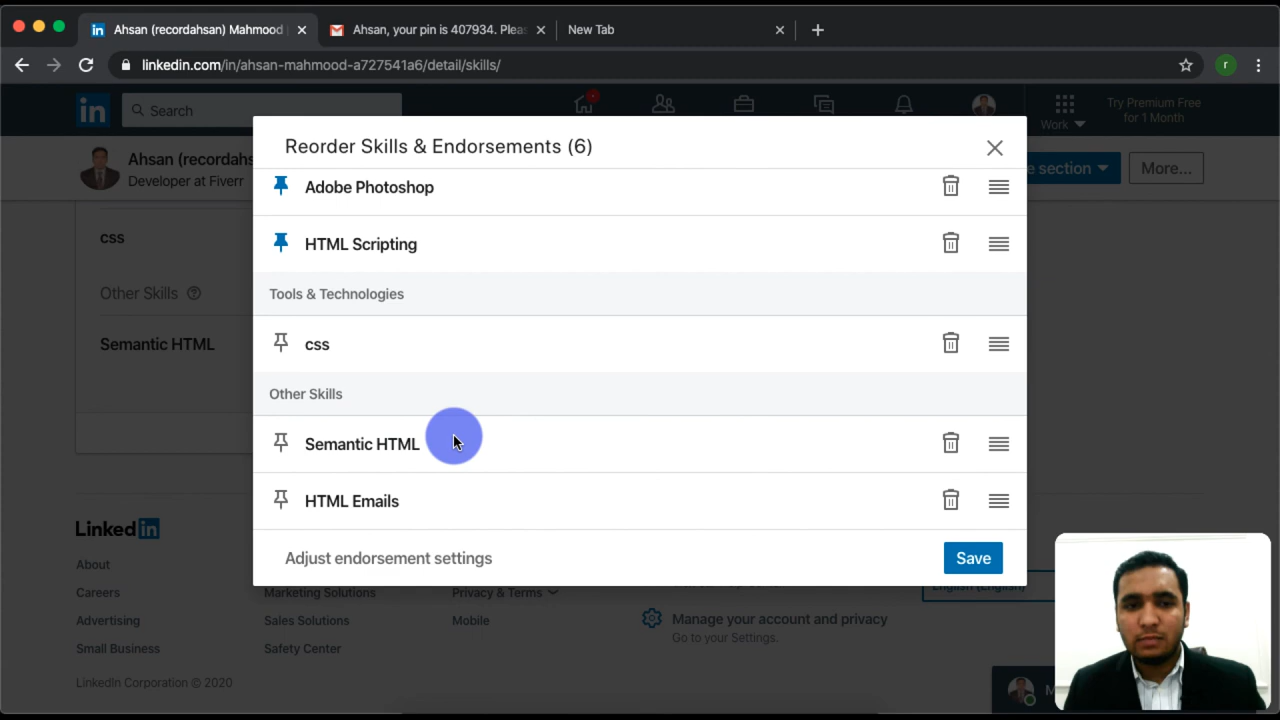 Ahsan (recordahsan) Mahmood
Ahsan, your pin is 407934. Pleas
New Tab
linkedin.com/in/ahsan-mahmood-a727541a6/detail/skills/
r
in
Search
Work
Try Premium Free
for 1 Month
Ahsan (recordahs
Developer at Fiverr
e section
More...
Reorder Skills & Endorsements (6)
Adobe Photoshop
HTML Scripting
Tools & Technologies
css
Other Skills
Semantic HTML
HTML Emails
Adjust endorsement settings
Save
css
Other Skills
Semantic HTML
Linkedin
About
Careers
Marketing Solutions
Privacy & Terms
English (English)
Advertising
Sales Solutions
Mobile
Manage your account and privacy
Go to your Settings.
Small Business
Safety Center
LinkedIn Corporation © 2020
M